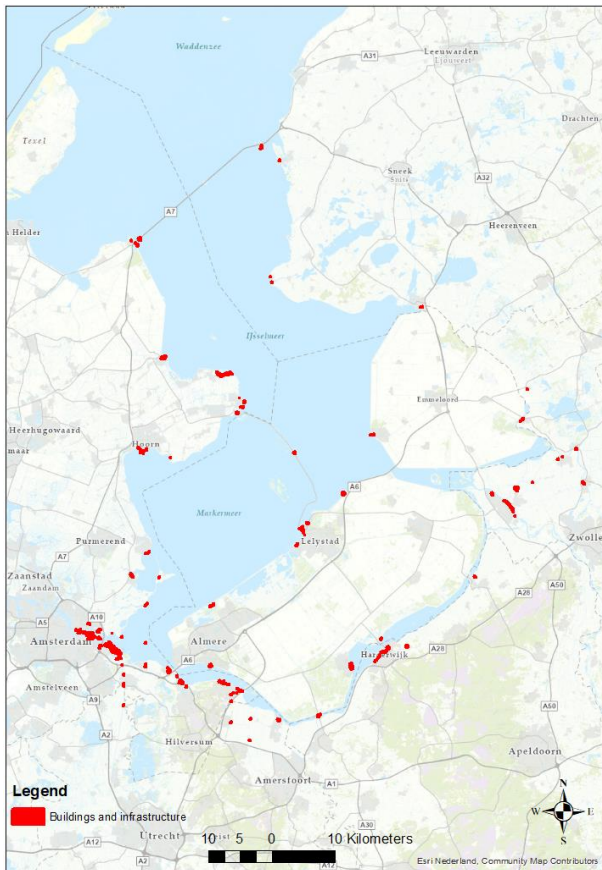 Waddenzee
Leeuwarden
Ljouwert
A31
Texel
Drachten
Sneek
Snits
A32
A7
Heerenveen
n Helder
IJsselmeer
Emmeloord
Heerhugowaard
maar
Hoorn
A6
Markermeer
Lelystad
Purmerend
A7
Zwolle
Zaanstad
Zaandam
A50
A28
A10
A5
Amsterdam
Almere
Harderwijk
A28
A6
Amstelveen
A9
A50
A2
Hilversum
Apeldoorn
Amersfoort
A1
Legend
Buildings and infrastructure
N
W
E
S
A30
Utrecht
10 5 0 10 Kilometers
A12
A2
A12
Esri Nederland, Community Map Contributors